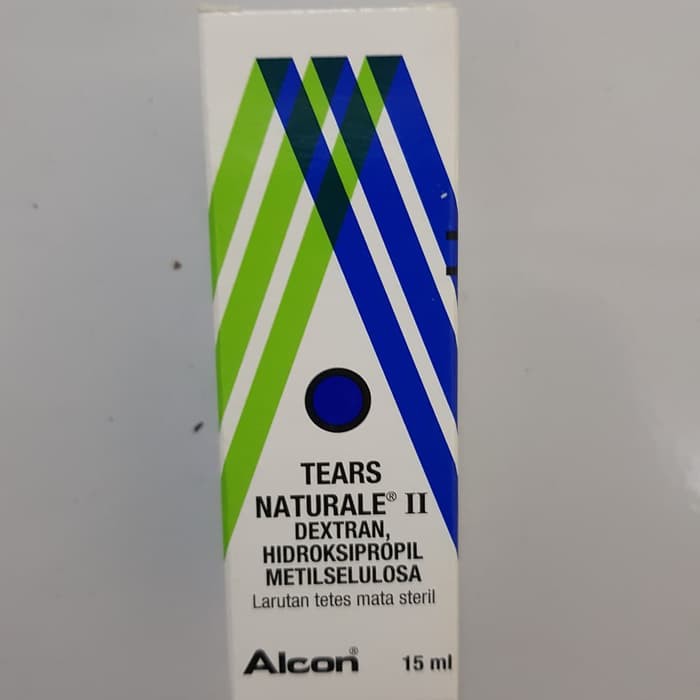 TEARS
NATURALE® II
DEXTRAN,
HIDROKSIPROPIL
METILSELULOSA
Larutan tetes mata steril
Alcon® 15 ml